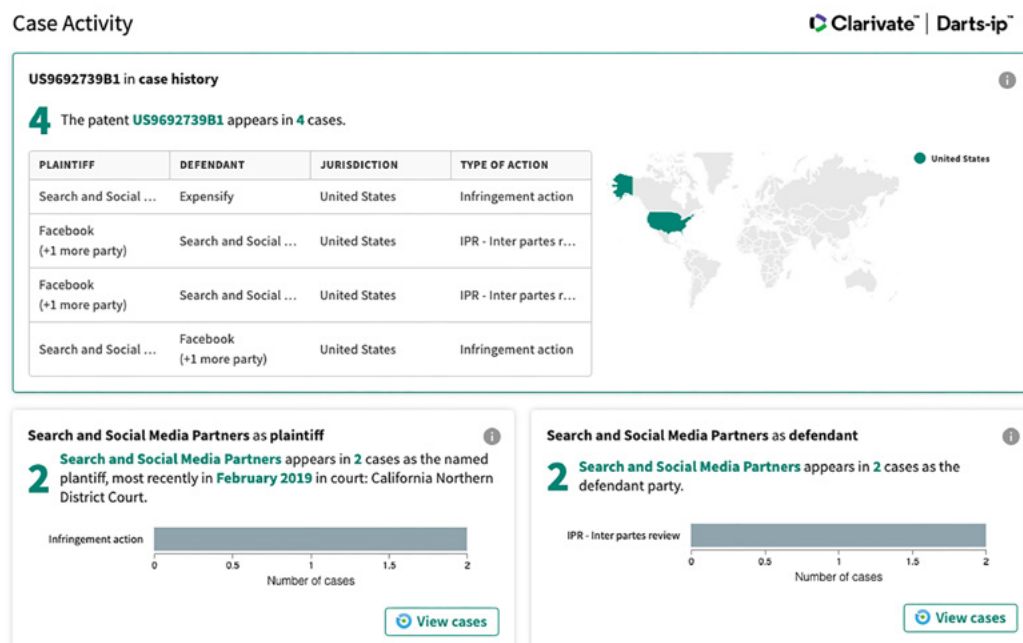 Case Activity
Clarivate™ | Darts-ip™
US9692739B1 in case history
4 The patent US9692739B1 appears in 4 cases.
PLAINTIFF DEFENDANT JURISDICTION TYPE OF ACTION
Search and Social ... Expensify United States Infringement action
Facebook
(+1 more party) Search and Social ... United States IPR - Inter partes r...
Facebook
(+1 more party) Search and Social ... United States IPR - Inter partes r...
Search and Social ... Facebook
(+1 more party) United States Infringement action
United States
Search and Social Media Partners as plaintiff
2 Search and Social Media Partners appears in 2 cases as the named
plantiff, most recently in February 2019 in court: California Northern
District Court.
Infringement action
0 0.5 1 1.5 2
Number of cases
View cases
Search and Social Media Partners as defendant
2 Search and Social Media Partners appears in 2 cases as the
defendant party.
IPR - Inter partes review
0 0.5 1 1.5 2
Number of cases
View cases